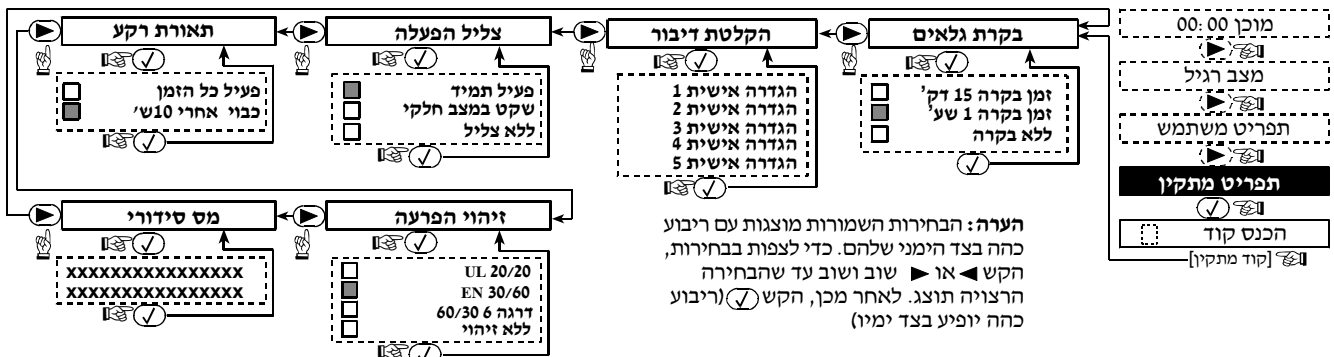 מוכן 00:00
מצב רגיל
תפריט משתמש
תפריט מתקין
הכנס קוד
[קוד מתקין]
בקרת גלאים
זמן בקרה 15 דק'
זמן בקרה 1 שע'
ללא בקרה
הקלטת דיבור
הגדרה אישית 1
הגדרה אישית 2
הגדרה אישית 3
הגדרה אישית 4
הגדרה אישית 5
צליל הפעלה
פעיל תמיד
שקט במצב חלקי
ללא צליל
תאורת רקע
פעיל כל הזמן
כבוי אחרי 10ש'
זיהוי הפרעה
UL 20/20
EN 30/60
דרגה 6 60/30
ללא זיהוי
מס סידורי
XXXXXXXXXXXXXXXX
XXXXXXXXXXXXXXXX
הערה: הבחירות השמורות מוצגות עם ריבוע
כהה בצד הימני שלהם. כדי לצפות בבחירות,
הקש ◀ או ▶ שוב ושוב עד שהבחירה
הרצויה תוצג. לאחר מכן, הקש ✓ (ריבוע
כהה יופיע בצד ימין)